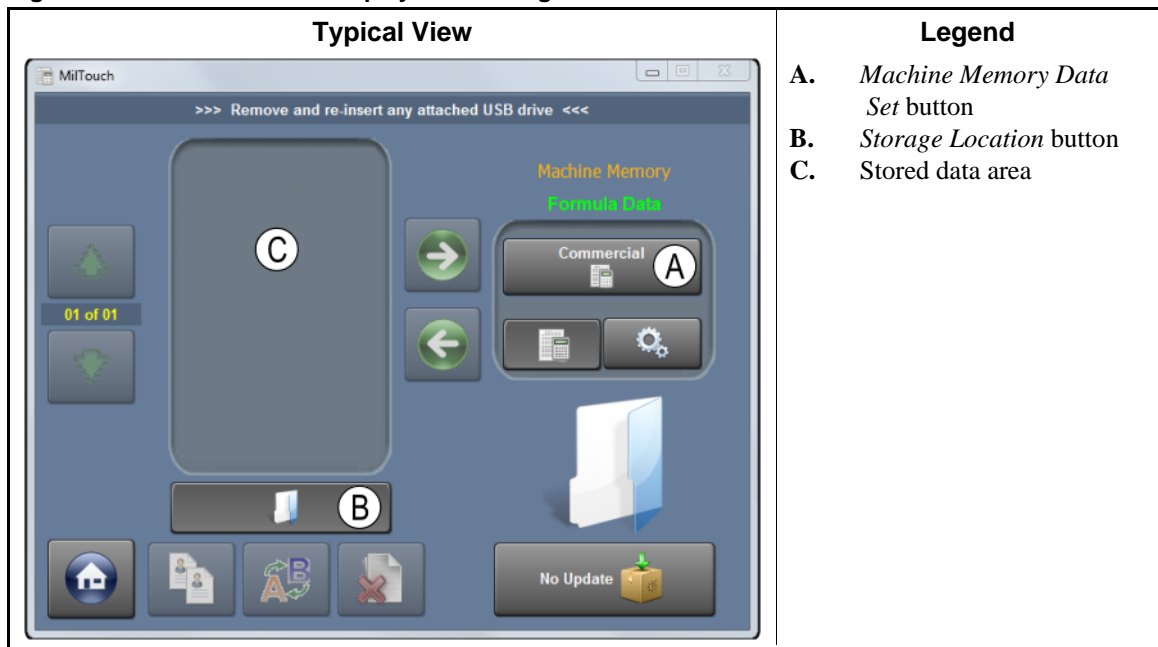 Typical View
Legend
MilTouch
>>> Remove and re-insert any attached USB drive <<<
Machine Memory
Formula Data
C
Commercial
A
01 of 01
B
No Update
A. Machine Memory Data
Set button
B. Storage Location button
C. Stored data area